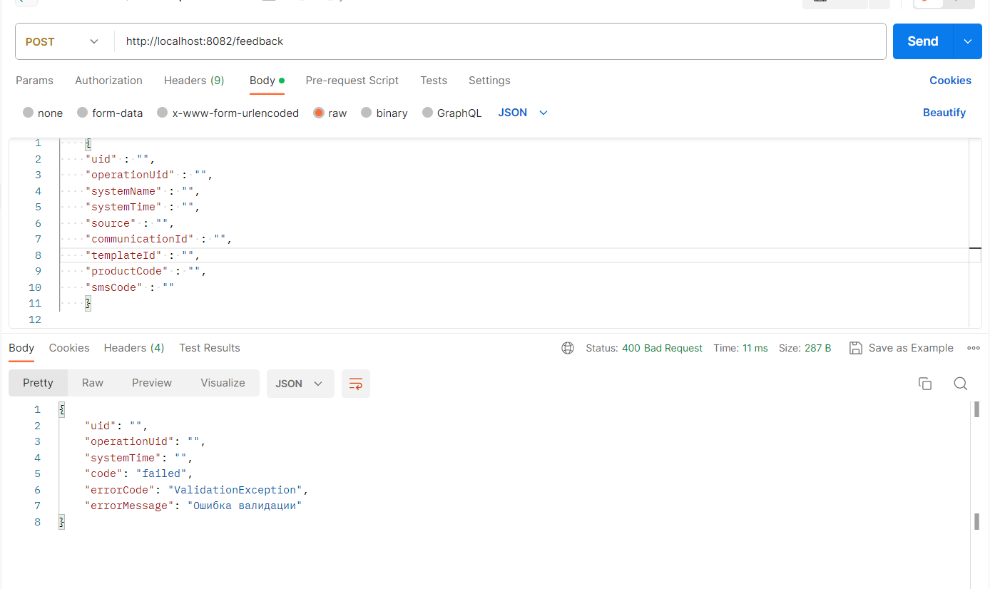 POST http://localhost:8082/feedback Send
Params Authorization Headers (9) Body Pre-request Script Tests Settings Cookies
none form-data x-www-form-urlencoded raw binary GraphQL JSON Beautify
1 {
2 "uid" : "",
3 "operationUid" : "",
4 "systemName" : "",
5 "systemTime" : "",
6 "source" : "",
7 "communicationId" : "",
8 "templateId" : "",
9 "productCode" : "",
10 "smsCode" : ""
11 }
12
Body Cookies Headers (4) Test Results Status: 400 Bad Request Time: 11 ms Size: 287 B Save as Example
Pretty Raw Preview Visualize JSON
1 {
2 "uid": "",
3 "operationUid": "",
4 "systemTime": "",
5 "code": "failed",
6 "errorCode": "ValidationException",
7 "errorMessage": "Ошибка валидации"
8 }